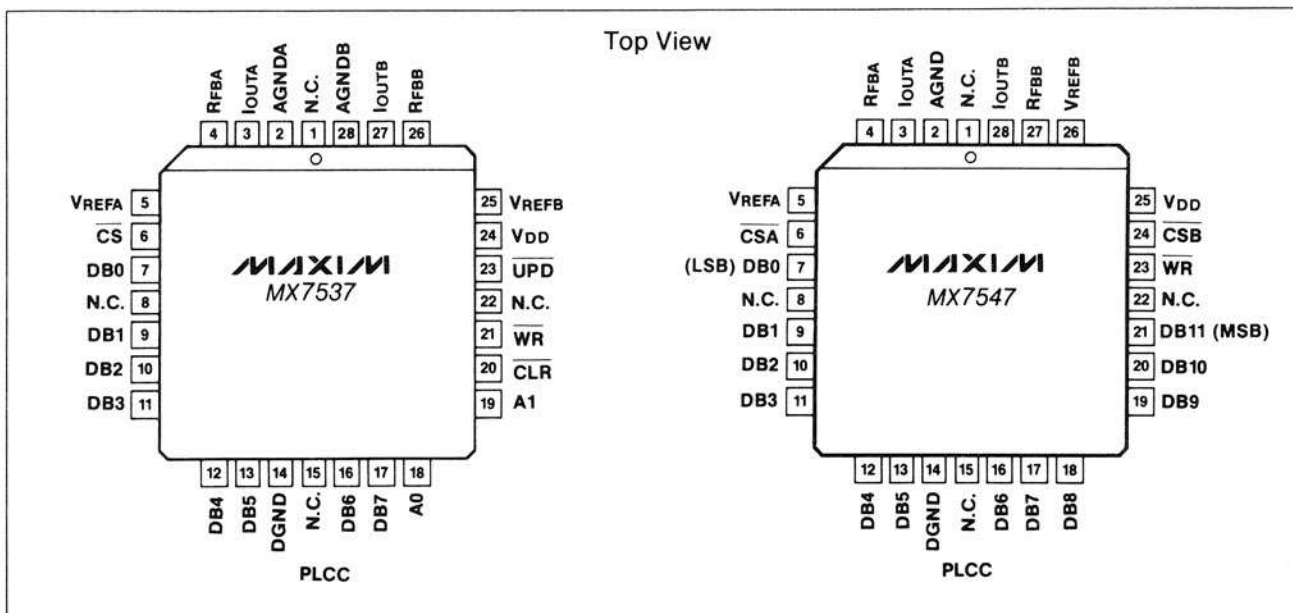 Top View
RFBA IOUTA AGNDA N.C. AGNDB IOUTB RFBB
4 3 2 1 28 27 26
VREFA 5 25 VREFB
CS 6 24 VDD
DB0 7 23 UPD
N.C. 8 22 N.C.
DB1 9 21 WR
DB2 10 20 CLR
DB3 11 19 A1
MAXIM
MX7537
12 13 14 15 16 17 18
DB4 DB5 DGND N.C. DB6 DB7 A0
PLCC
RFBA IOUTA AGND N.C. IOUTB RFBB VREFB
4 3 2 1 28 27 26
VREFA 5 25 VDD
CSA 6 24 CSB
(LSB) DB0 7 23 WR
N.C. 8 22 N.C.
DB1 9 21 DB11 (MSB)
DB2 10 20 DB10
DB3 11 19 DB9
MAXIM
MX7547
12 13 14 15 16 17 18
DB4 DB5 DGND N.C. DB6 DB7 DB8
PLCC